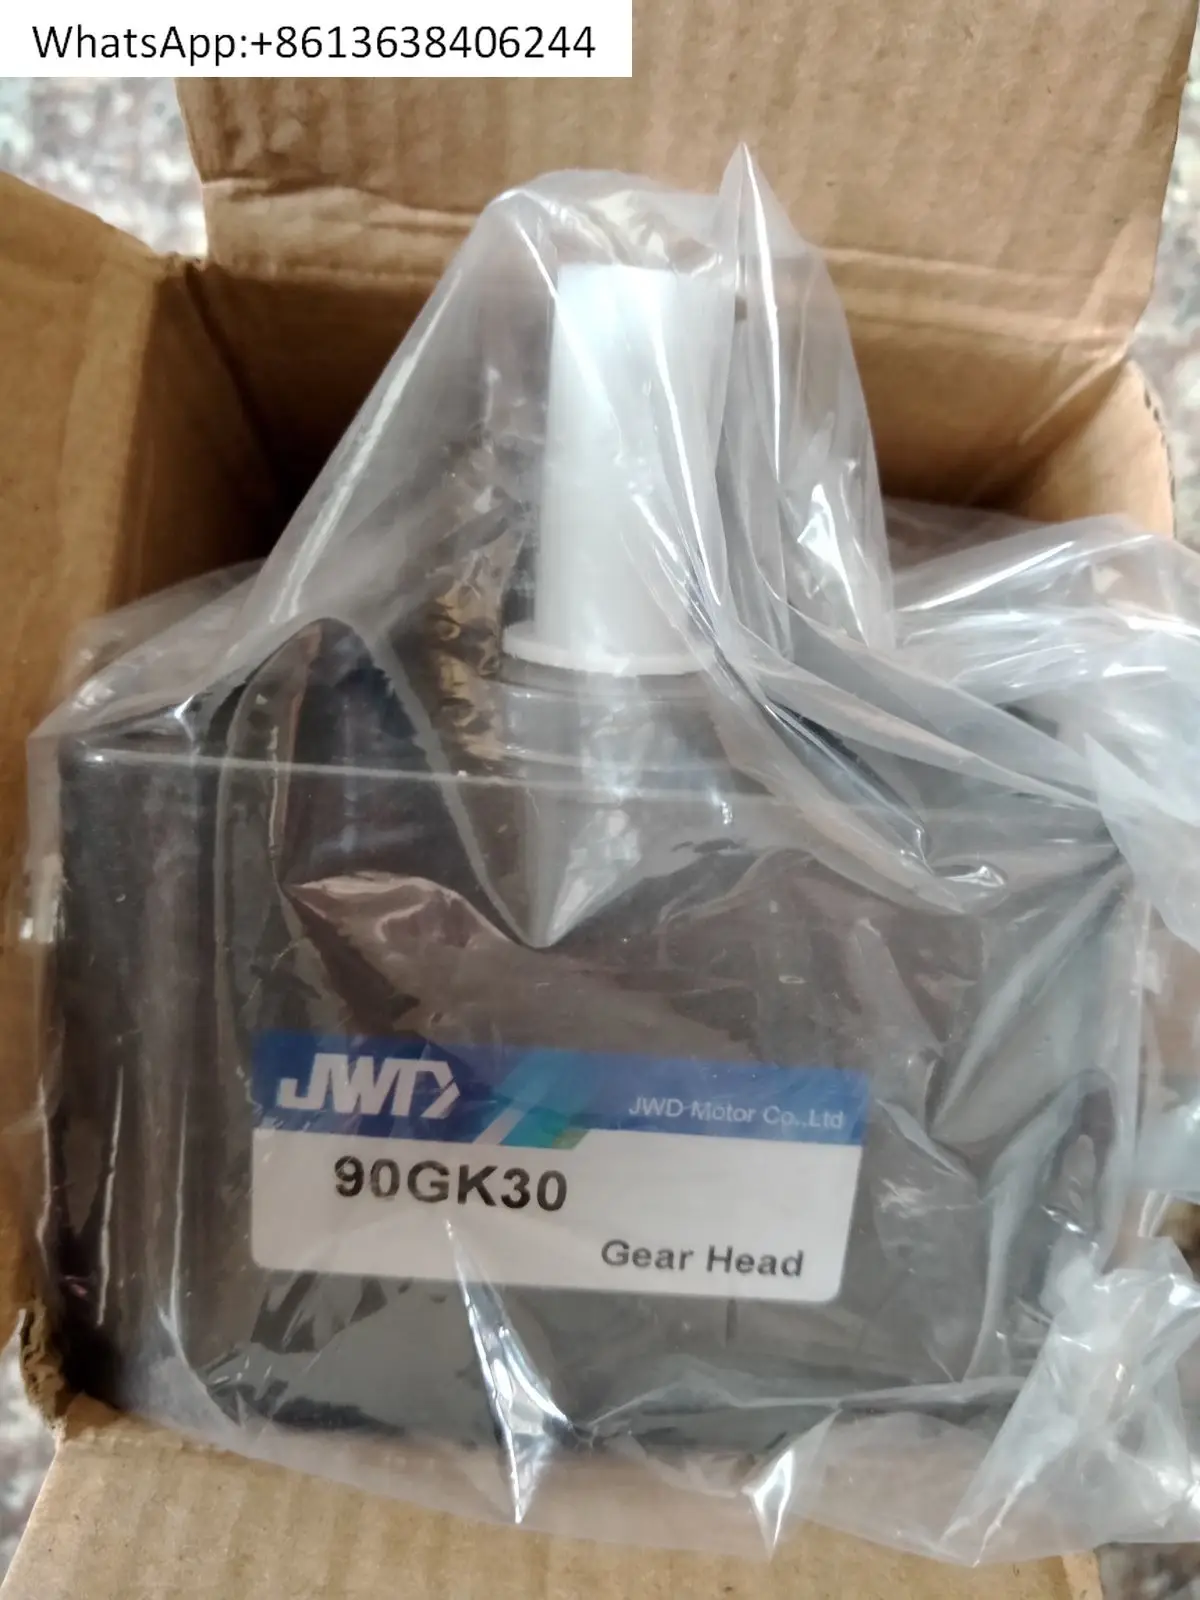 WhatsApp:+8613638406244
JWD
JWD Motor Co.,Ltd
90GK30
Gear Head